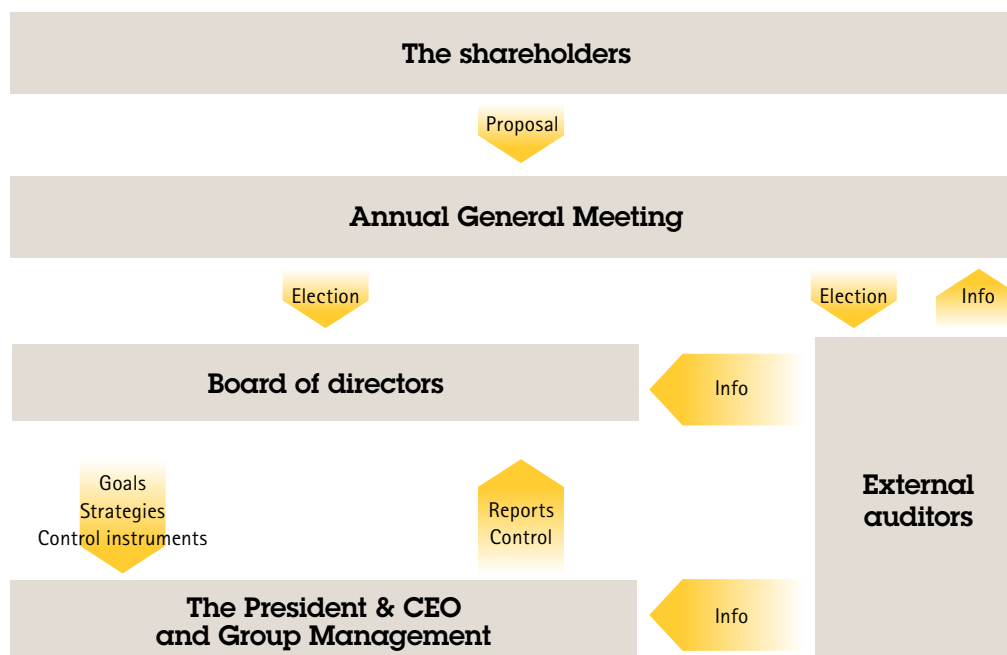 The shareholders
Proposal
Annual General Meeting
Election
Election
Info
Board of directors
Info
Goals
Strategies
Control instruments
Reports
Control
External
auditors
The President & CEO
and Group Management
Info